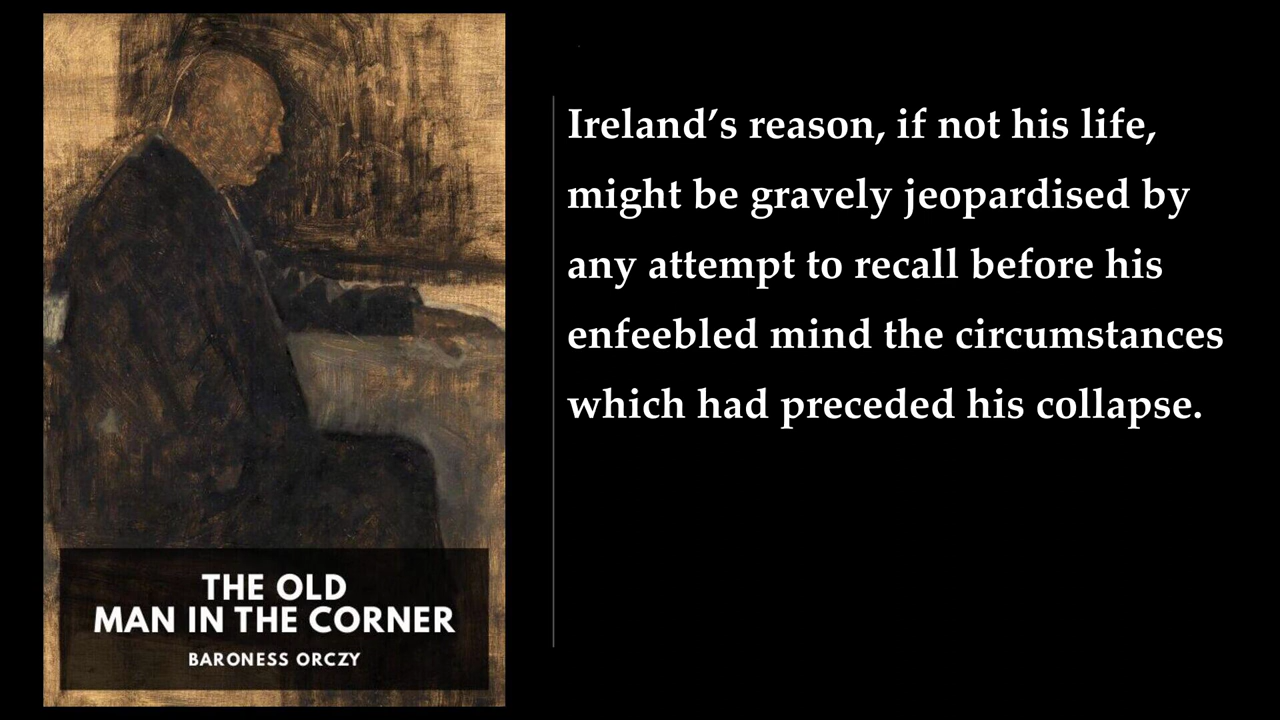 THE OLD
MAN IN THE CORNER
BARONESS ORCZY
Ireland’s reason, if not his life,
might be gravely jeopardised by
any attempt to recall before his
enfeebled mind the circumstances
which had preceded his collapse.